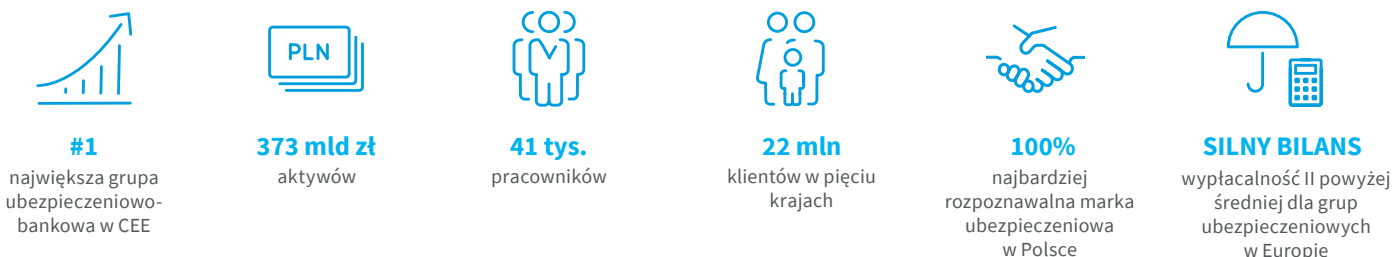 PLN
#1
największa grupa
ubezpieczeniowo-
bankowa w CEE
373 mld zł
aktywów
41 tys.
pracowników
22 mln
klientów w pięciu
krajach
100%
najbardziej
rozpoznawalna marka
ubezpieczeniowa
w Polsce
SILNY BILANS
wypłacalność II powyżej
średniej dla grup
ubezpieczeniowych
w Europie